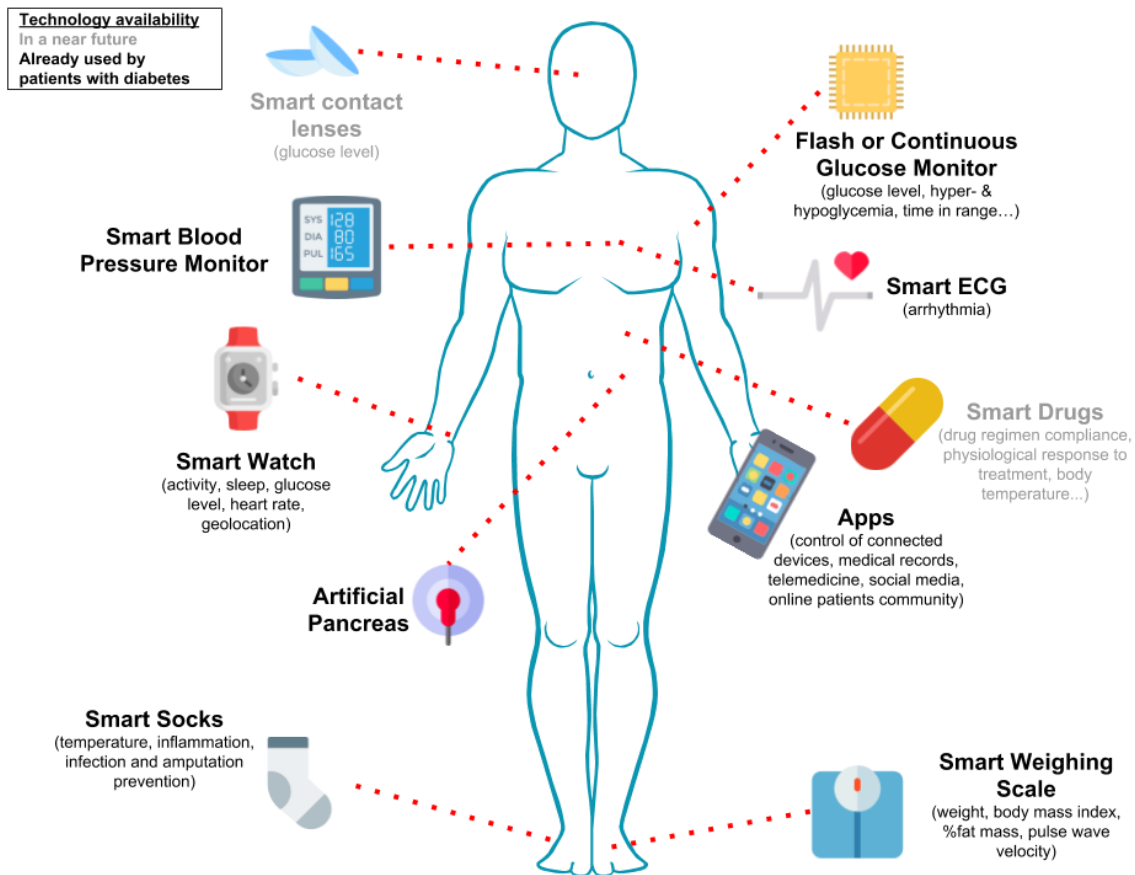 Technology availability
In a near future
Already used by
patients with diabetes
Smart contact
lenses
(glucose level)
Flash or Continuous
Glucose Monitor
(glucose level, hyper- &
hypoglycemia, time in range...)
Smart Blood
Pressure Monitor
SYS 128
DIA 80
PUL 165
Smart ECG
(arrhythmia)
Smart Watch
(activity, sleep, glucose
level, heart rate,
geolocation)
Smart Drugs
(drug regimen compliance,
physiological response to
treatment, body
temperature...)
Apps
(control of connected
devices, medical records,
telemedicine, social media,
online patients community)
Artificial
Pancreas
Smart Socks
(temperature, inflammation,
infection and amputation
prevention)
Smart Weighing
Scale
(weight, body mass index,
%fat mass, pulse wave
velocity)